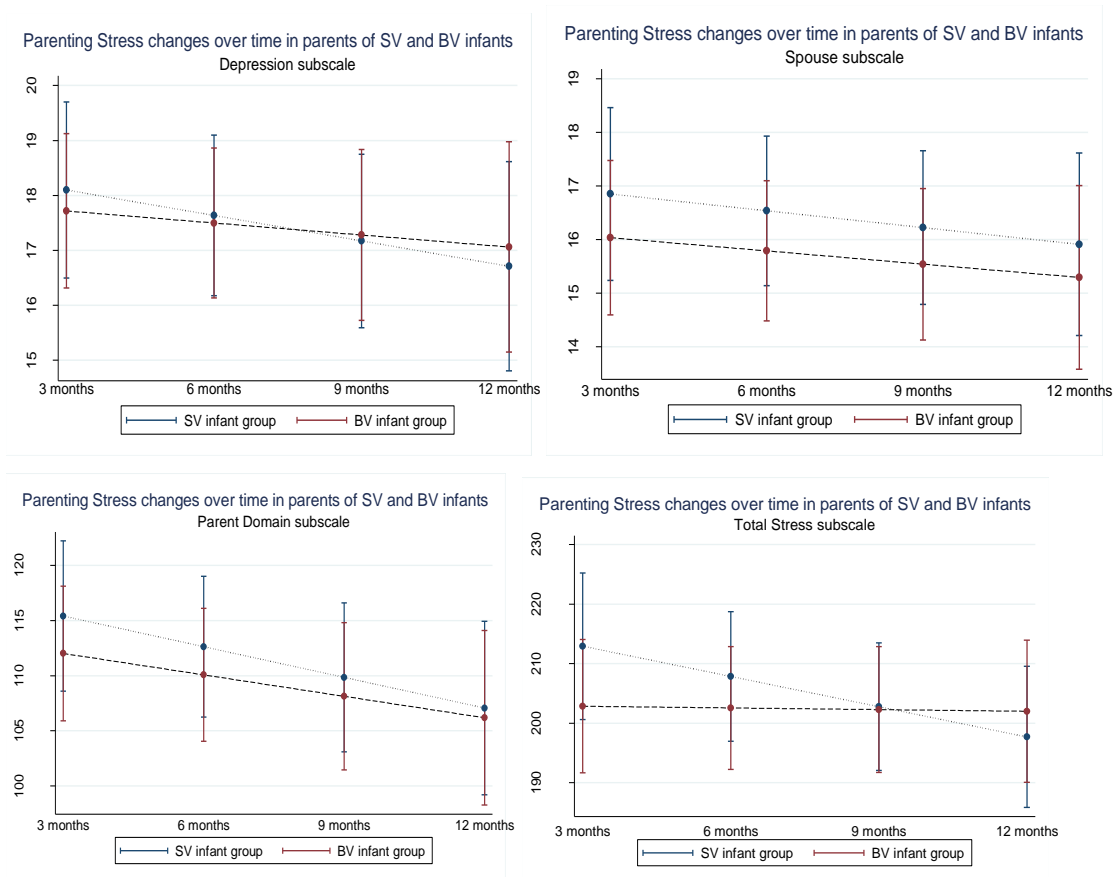 Parenting Stress changes over time in parents of SV and BV infants
Depression subscale
20
19
18
17
16
15
3 months 6 months 9 months 12 months
SV infant group BV infant group
Parenting Stress changes over time in parents of SV and BV infants
Spouse subscale
19
18
17
16
15
14
3 months 6 months 9 months 12 months
SV infant group BV infant group
Parenting Stress changes over time in parents of SV and BV infants
Parent Domain subscale
120
115
110
105
100
3 months 6 months 9 months 12 months
SV infant group BV infant group
Parenting Stress changes over time in parents of SV and BV infants
Total Stress subscale
230
220
210
200
190
3 months 6 months 9 months 12 months
SV infant group BV infant group